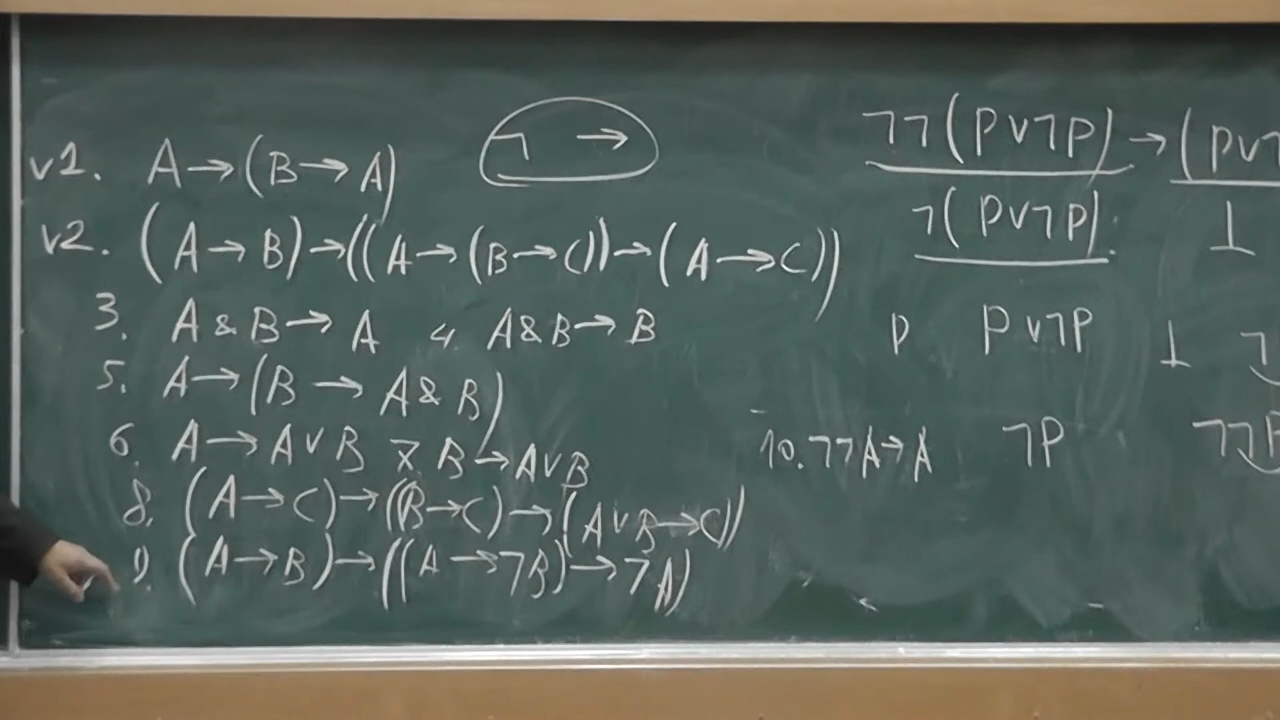 v1. A → (B → A)
v2. (A → B) → ((A → (B → C)) → (A → C))
3. A & B → A 4. A & B → B
5. A → (B → A & B)
6. A → A ∨ B 7. B → A ∨ B
8. (A → C) → ((B → C) → (A ∨ B → C))
9. (A → B) → ((A → ¬B) → ¬A)
¬ →
¬¬(P ∨ ¬P) → (P ∨ ¬
¬(P ∨ ¬P) ⊥
P P ∨ ¬P ⊥ ¬
10. ¬¬A → A ¬P ¬¬P